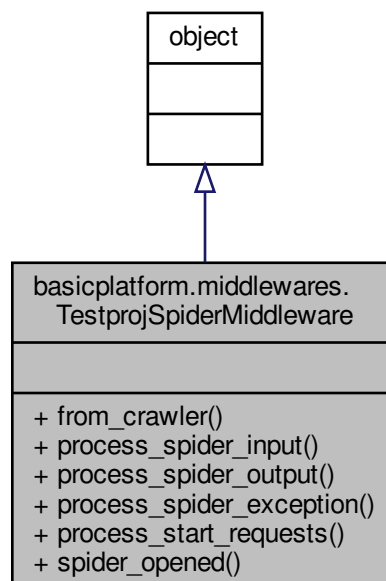 object
basicplatform.middlewares.
TestprojSpiderMiddleware
+ from_crawler()
+ process_spider_input()
+ process_spider_output()
+ process_spider_exception()
+ process_start_requests()
+ spider_opened()